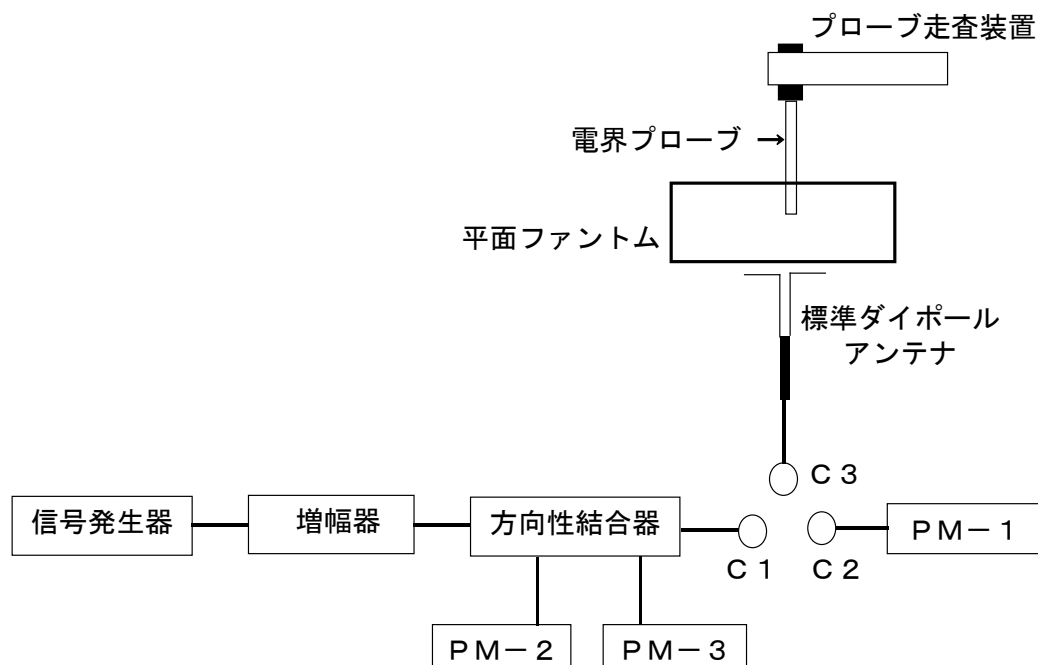 プローブ走査装置
電界プローブ →
平面ファントム
標準ダイポール
アンテナ
C3
信号発生器
増幅器
方向性結合器
C1
C2
PM-1
PM-2
PM-3